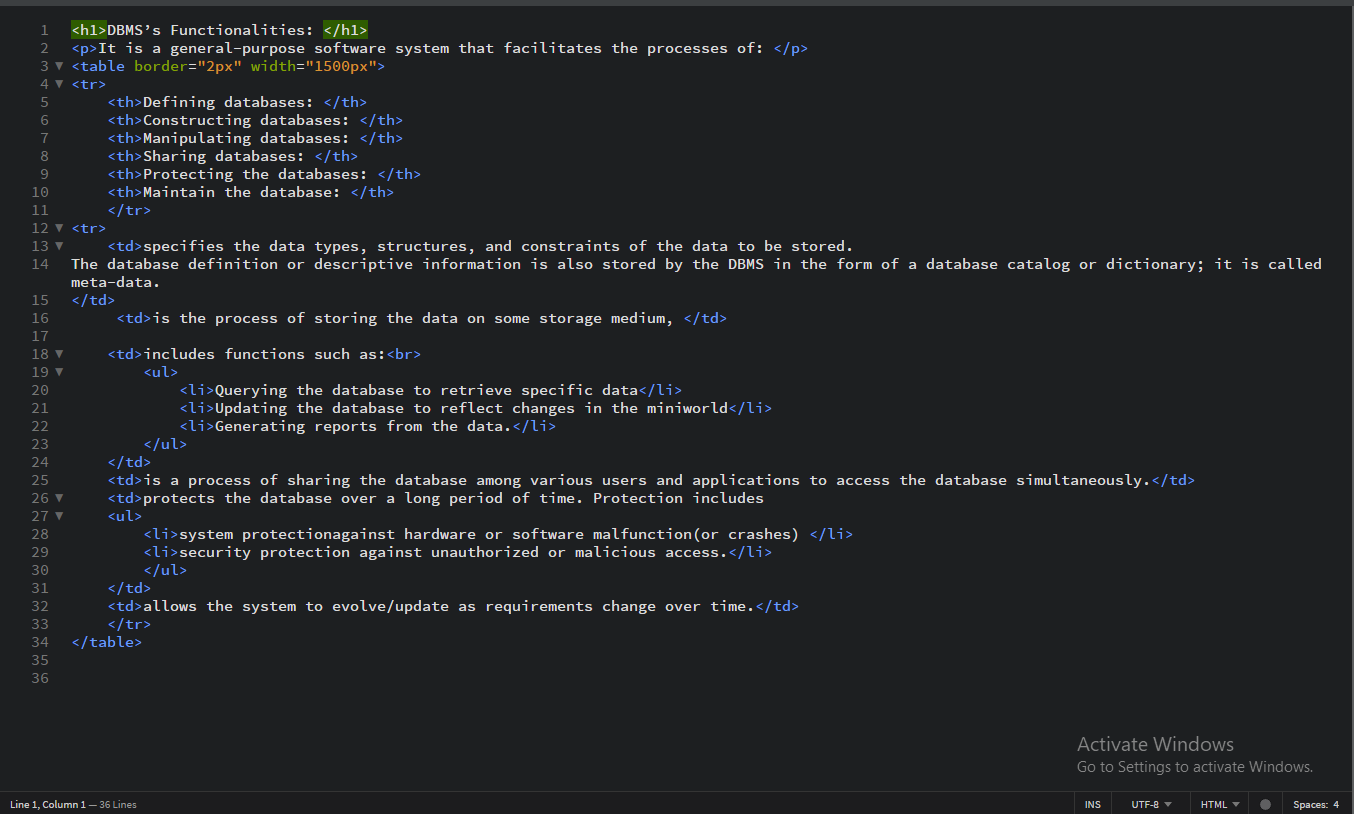 1 <h1>DBMS’s Functionalities: </h1>
2 <p>It is a general-purpose software system that facilitates the processes of: </p>
3 <table border="2px" width="1500px">
4 <tr>
5     <th>Defining databases: </th>
6     <th>Constructing databases: </th>
7     <th>Manipulating databases: </th>
8     <th>Sharing databases: </th>
9     <th>Protecting the databases: </th>
10     <th>Maintain the database: </th>
11     </tr>
12 <tr>
13     <td>specifies the data types, structures, and constraints of the data to be stored.
14 The database definition or descriptive information is also stored by the DBMS in the form of a database catalog or dictionary; it is called
meta-data.
15 </td>
16      <td>is the process of storing the data on some storage medium, </td>
17
18     <td>includes functions such as:<br>
19         <ul>
20             <li>Querying the database to retrieve specific data</li>
21             <li>Updating the database to reflect changes in the miniworld</li>
22             <li>Generating reports from the data.</li>
23         </ul>
24     </td>
25     <td>is a process of sharing the database among various users and applications to access the database simultaneously.</td>
26     <td>protects the database over a long period of time. Protection includes
27     <ul>
28         <li>system protectionagainst hardware or software malfunction(or crashes) </li>
29         <li>security protection against unauthorized or malicious access.</li>
30         </ul>
31     </td>
32     <td>allows the system to evolve/update as requirements change over time.</td>
33     </tr>
34 </table>
35
36
Activate Windows
Go to Settings to activate Windows.
Line 1, Column 1 — 36 Lines INS UTF-8 HTML Spaces: 4